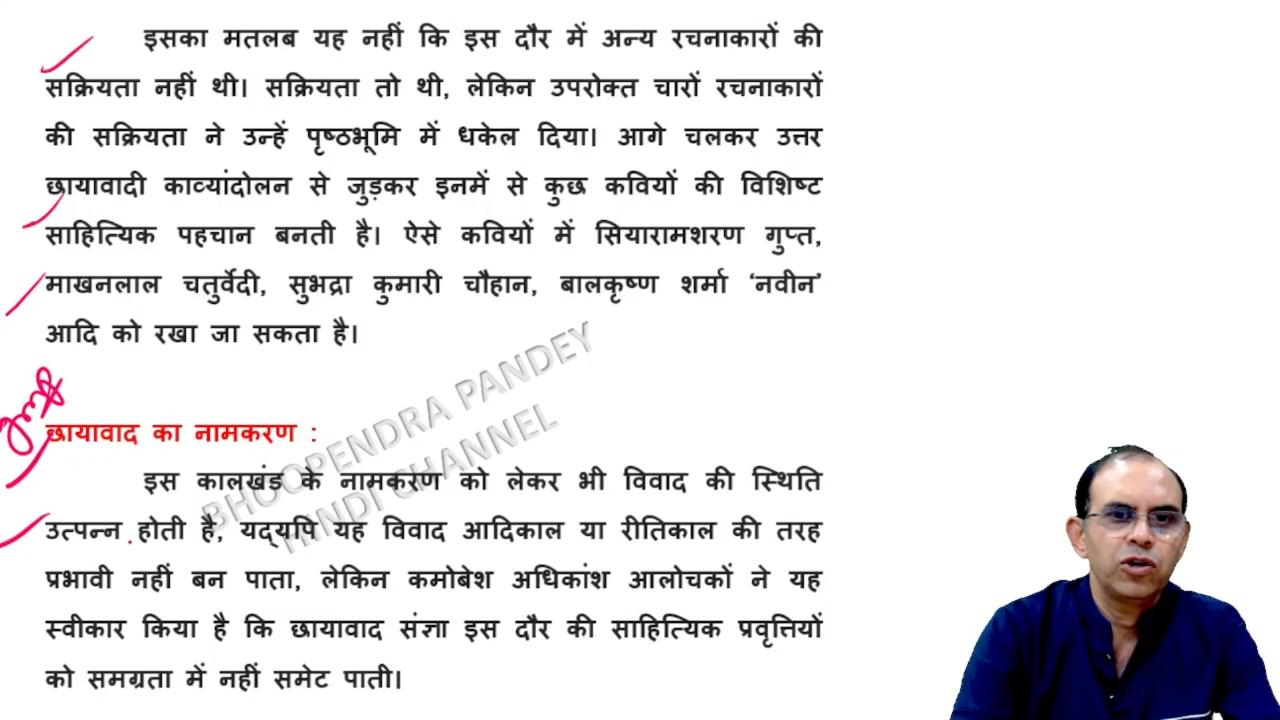 इसका मतलब यह नहीं कि इस दौर में अन्य रचनाकारों की
सक्रियता नहीं थी। सक्रियता तो थी, लेकिन उपरोक्त चारों रचनाकारों
की सक्रियता ने उन्हें पृष्ठभूमि में धकेल दिया। आगे चलकर उत्तर
छायावादी काव्यांदोलन से जुड़कर इनमें से कुछ कवियों की विशिष्ट
साहित्यिक पहचान बनती है। ऐसे कवियों में सियारामशरण गुप्त,
माखनलाल चतुर्वेदी, सुभद्रा कुमारी चौहान, बालकृष्ण शर्मा ‘नवीन’
आदि को रखा जा सकता है।
BHOOPENDRA PANDEY
HINDI CHANNEL
छायावाद का नामकरण :
इस कालखंड के नामकरण को लेकर भी विवाद की स्थिति
उत्पन्न होती है, यद्यपि यह विवाद आदिकाल या रीतिकाल की तरह
प्रभावी नहीं बन पाता, लेकिन कमोबेश अधिकांश आलोचकों ने यह
स्वीकार किया है कि छायावाद संज्ञा इस दौर की साहित्यिक प्रवृत्तियों
को समग्रता में नहीं समेट पाती।